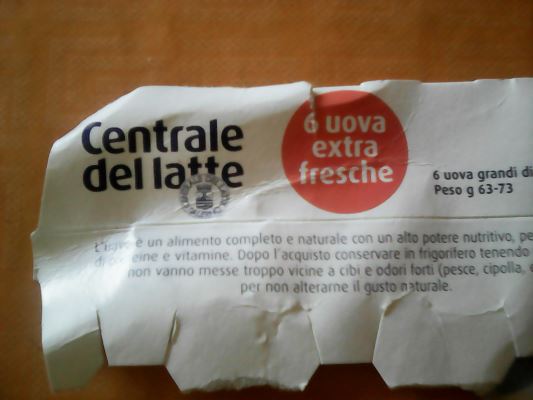 Centrale
del latte
6 uova
extra
fresche
6 uova grandi di
Peso g 63-73
L'uovo è un alimento completo e naturale con un alto potere nutritivo,
e vitamine. Dopo l'acquisto conservare in frigorifero tenendo
non vanno messe troppo vicine a cibi e odori forti (pesce, cipolla,
per non alterarne il gusto naturale.